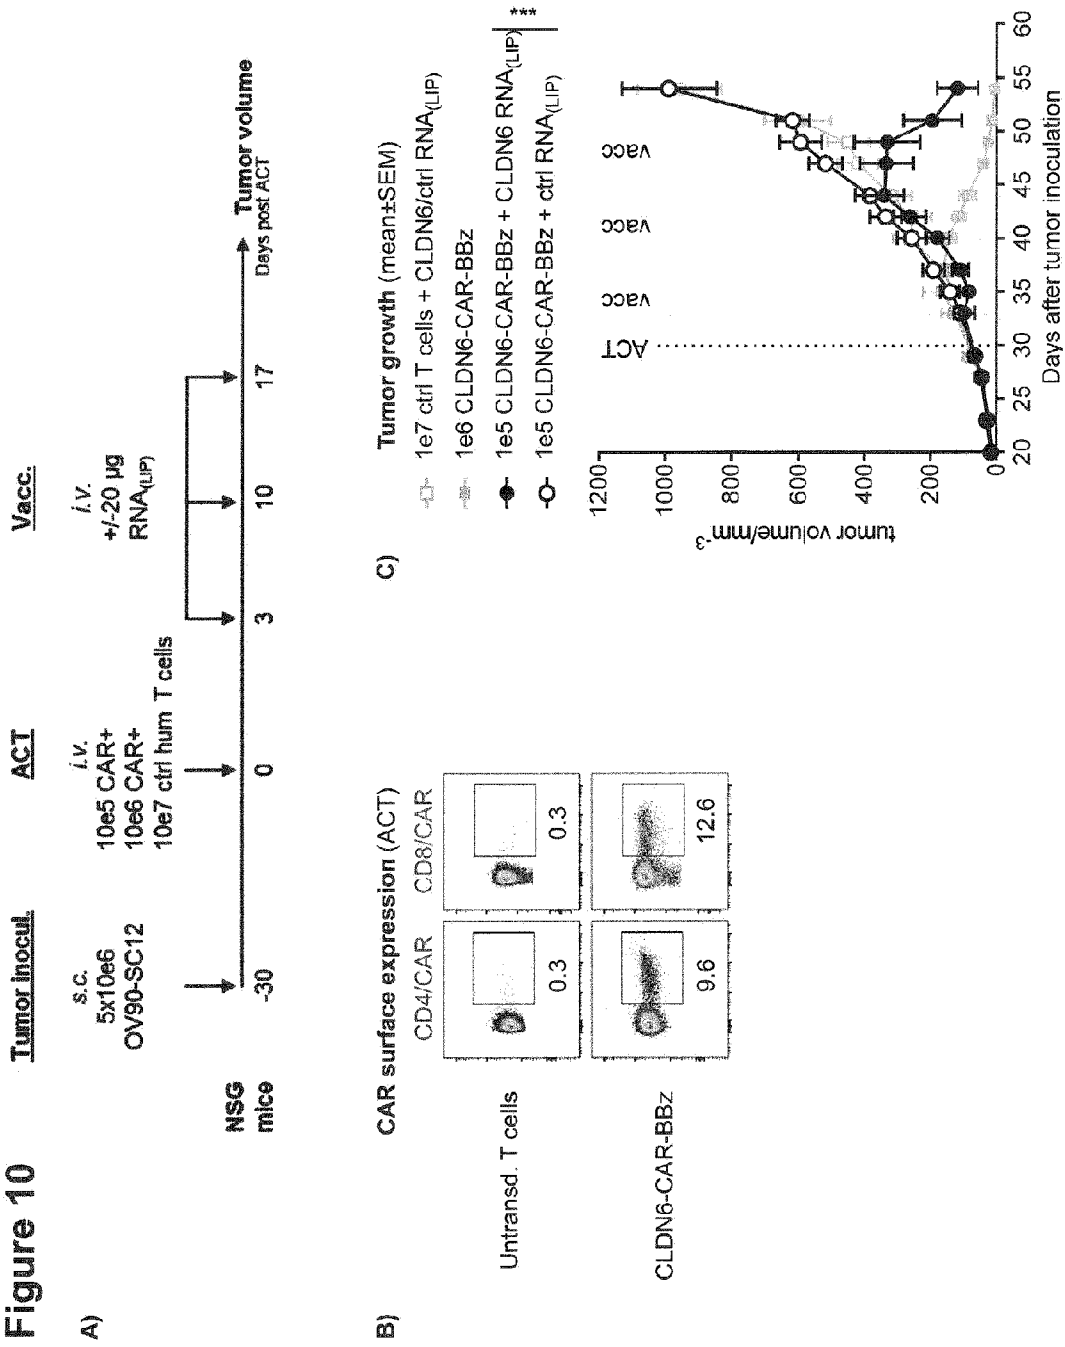 Figure 10
A)
Tumor inocul.
ACT
Vacc.
s.c.
5x10e6
OV90-SC12
i.v.
10e5 CAR+
10e6 CAR+
10e7 ctrl hum T cells
i.v.
+/-20 µg
RNA(LIP)
NSG
mice
-30
0
3
10
17
Tumor volume
Days post ACT
B)
CAR surface expression (ACT)
CD4/CAR
CD8/CAR
Untransd. T cells
0.3
0.3
CLDN6-CAR-BBz
9.6
12.6
C)
Tumor growth (mean±SEM)
1e7 ctrl T cells + CLDN6/ctrl RNA(LIP)
1e6 CLDN6-CAR-BBz
1e5 CLDN6-CAR-BBz + CLDN6 RNA(LIP)
1e5 CLDN6-CAR-BBz + ctrl RNA(LIP)
***
tumor volume/mm-3
1200
1000
800
600
400
200
0
ACT
vacc
vacc
vacc
20
25
30
35
40
45
50
55
60
Days after tumor inoculation